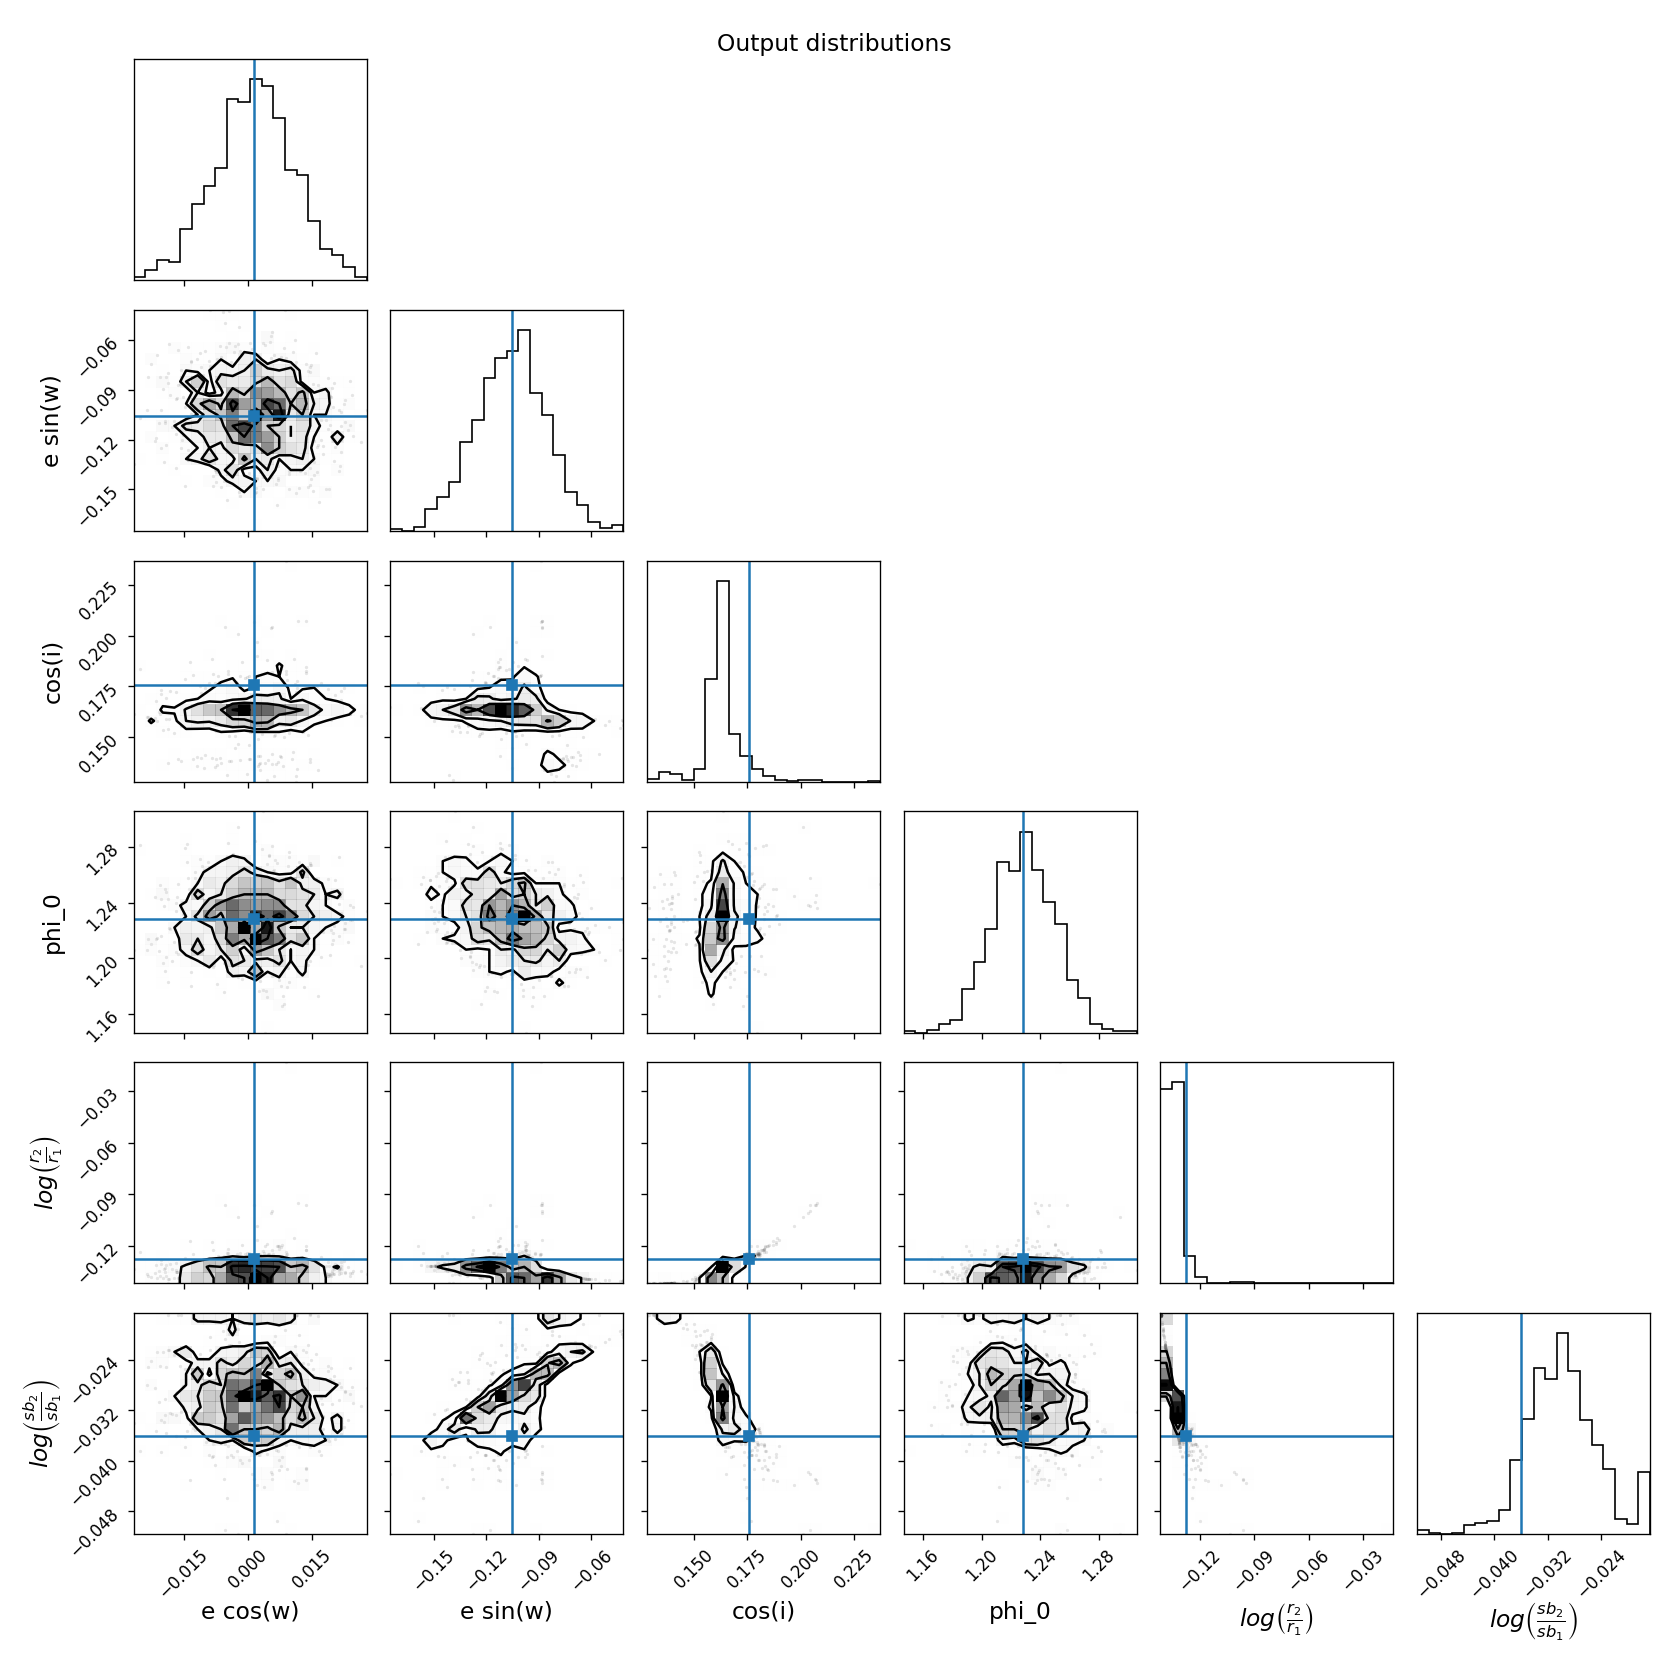 Output distributions
−0.06
−0.09
−0.12
−0.15
e sin(w)
0.225
0.200
0.175
0.150
cos(i)
1.28
1.24
1.20
1.16
phi_0
−0.03
−0.06
−0.09
−0.12
log(r₂/r₁)
−0.024
−0.032
−0.040
−0.048
log(sb₂/sb₁)
−0.015 0.000 0.015 −0.15 −0.12 −0.09 −0.06 0.150 0.175 0.200 0.225 1.16 1.20 1.24 1.28 −0.12 −0.09 −0.06 −0.03 −0.048 −0.040 −0.032 −0.024
e cos(w) e sin(w) cos(i) phi_0 log(r₂/r₁) log(sb₂/sb₁)